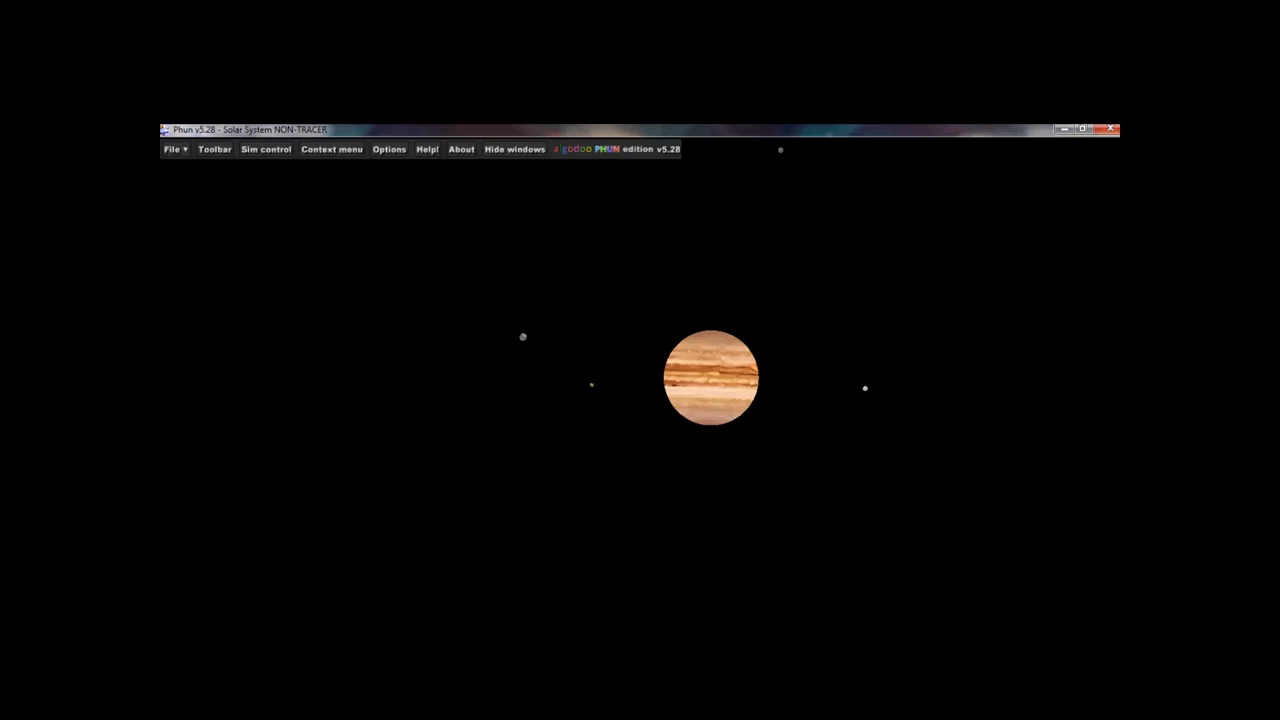 Phun v5.28 - Solar System NON-TRACER
File Toolbar Sim control Context menu Options Help! About Hide windows algodoo PHUN edition v5.28